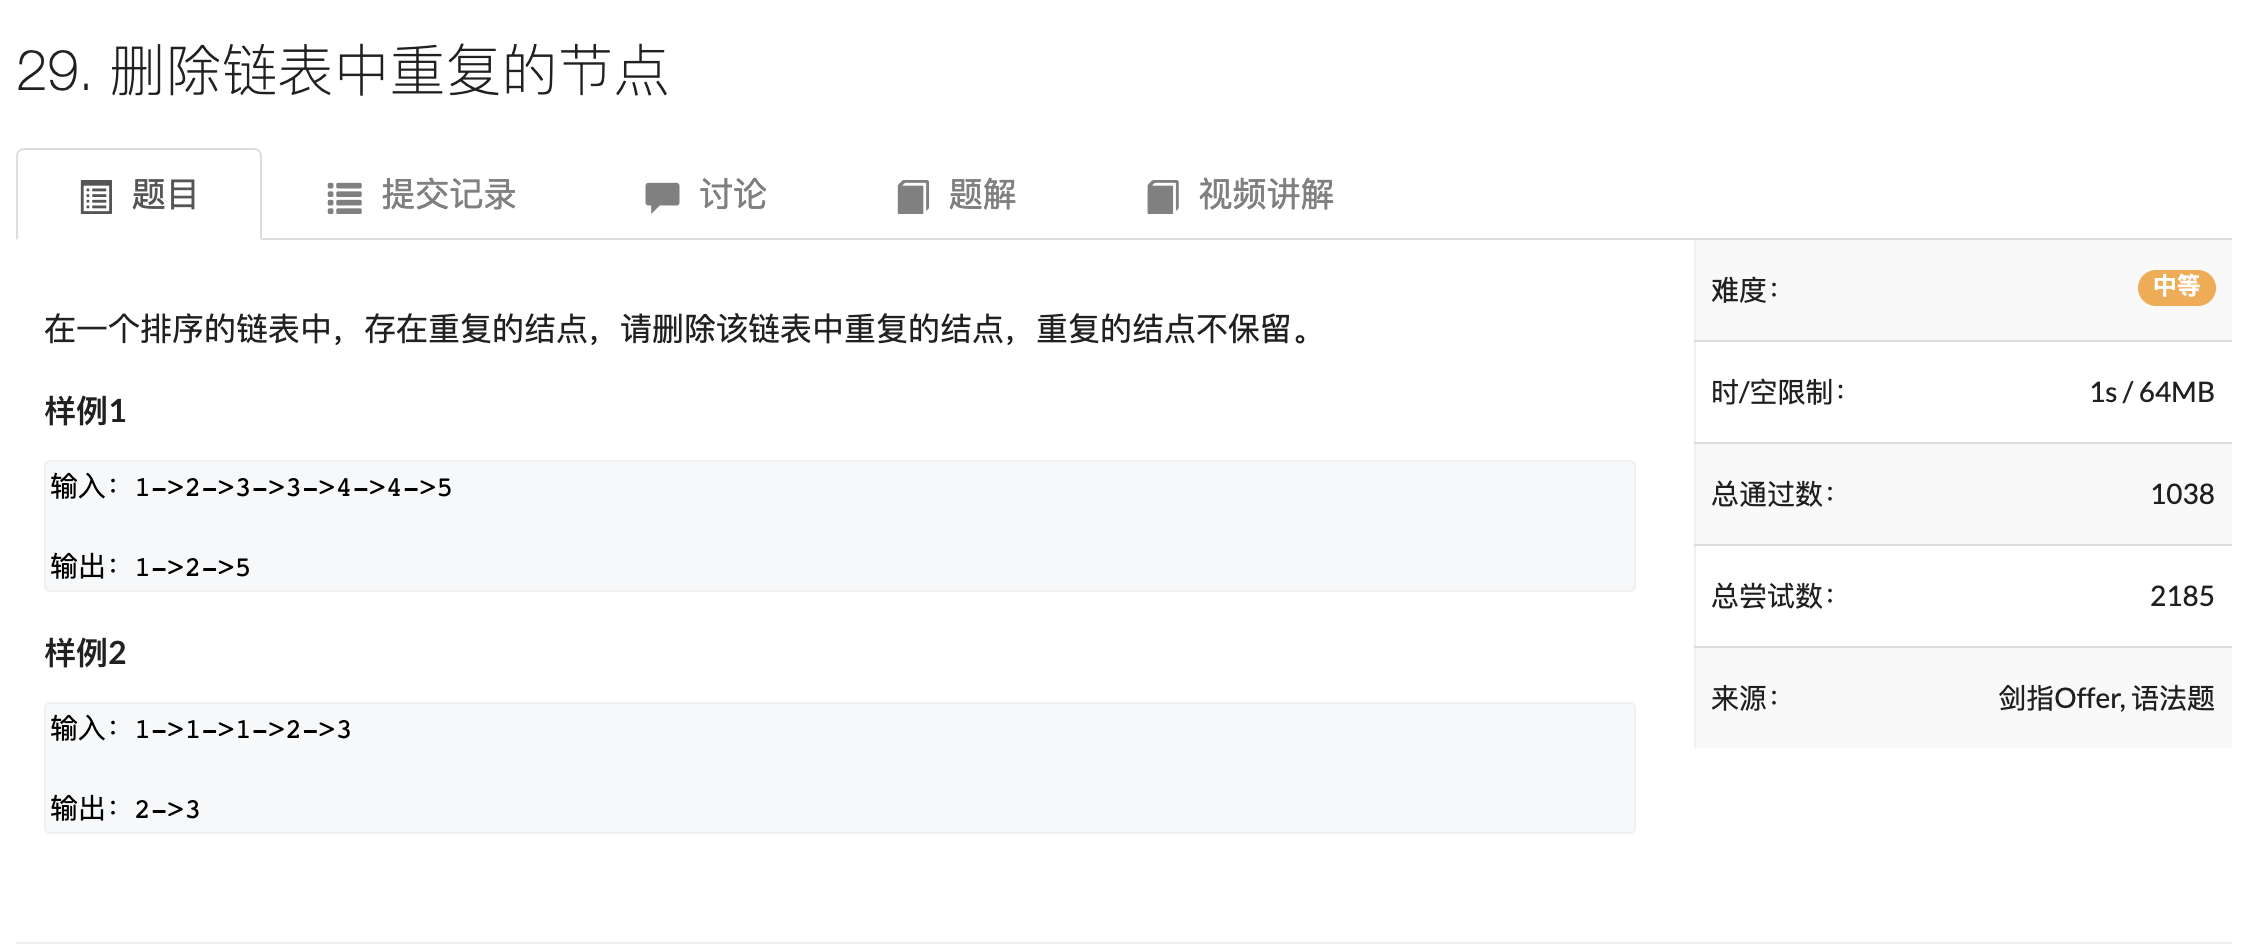 29. 删除链表中重复的节点
题目 提交记录 讨论 题解 视频讲解
在一个排序的链表中，存在重复的结点，请删除该链表中重复的结点，重复的结点不保留。
样例1
输入：1->2->3->3->4->4->5
输出：1->2->5
样例2
输入：1->1->1->2->3
输出：2->3
难度： 中等
时/空限制： 1s / 64MB
总通过数： 1038
总尝试数： 2185
来源： 剑指Offer, 语法题